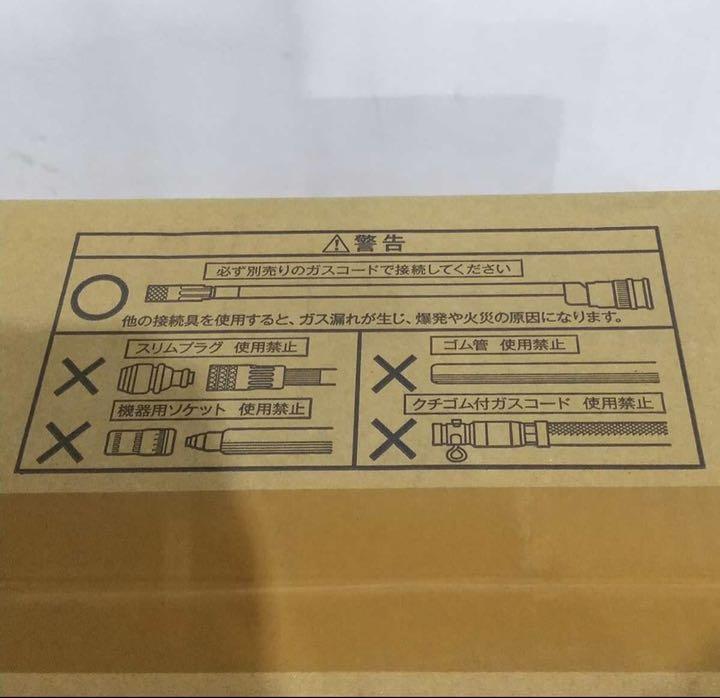 ⚠警告
必ず別売りのガスコードで接続してください
他の接続具を使用すると、ガス漏れが生じ、爆発や火災の原因になります。
スリムプラグ 使用禁止
ゴム管 使用禁止
機器用ソケット 使用禁止
クチゴム付ガスコード 使用禁止